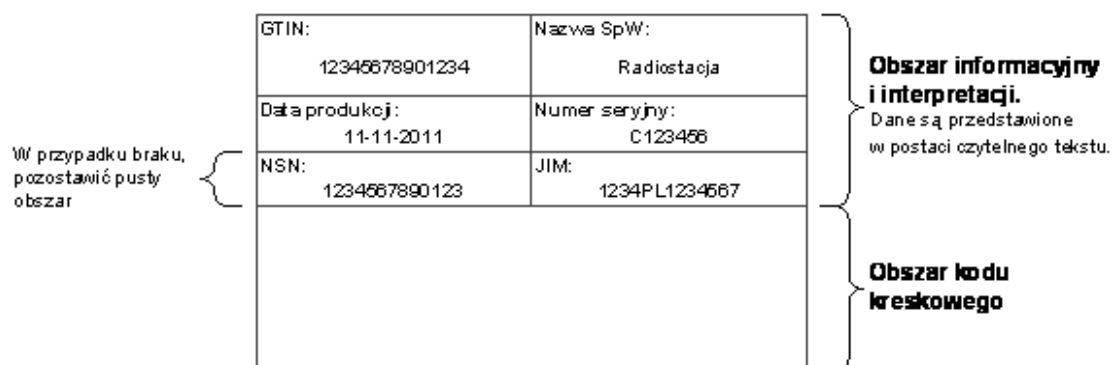 GTIN:
12345678901234
Nazwa SpW:
Radiostacja
Data produkcji:
11-11-2011
Numer seryjny:
C123456
NSN:
1234567890123
JIM:
1234PL1234567
W przypadku braku,
pozostawić pusty
obszar
Obszar informacyjny
i interpretacji.
Dane są przedstawione
w postaci czytelnego tekstu.
Obszar kodu
kreskowego